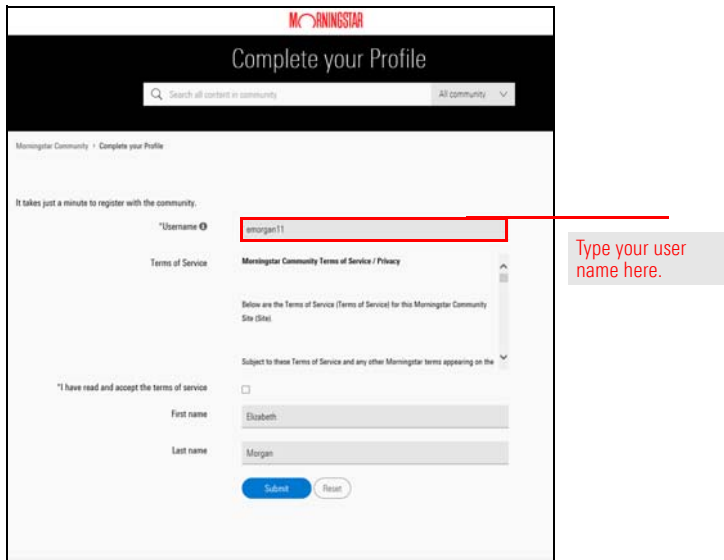 MORNINGSTAR
Complete your Profile
Search all content in community
All community
Morningstar Community › Complete your Profile
It takes just a minute to register with the community.
*Username
emorgan11
Type your user
name here.
Terms of Service
Morningstar Community Terms of Service / Privacy
Below are the Terms of Service (Terms of Service) for this Morningstar Community
Site (Site).
Subject to these Terms of Service and any other Morningstar terms appearing on the
*I have read and accept the terms of service
First name
Elizabeth
Last name
Morgan
Submit
Reset